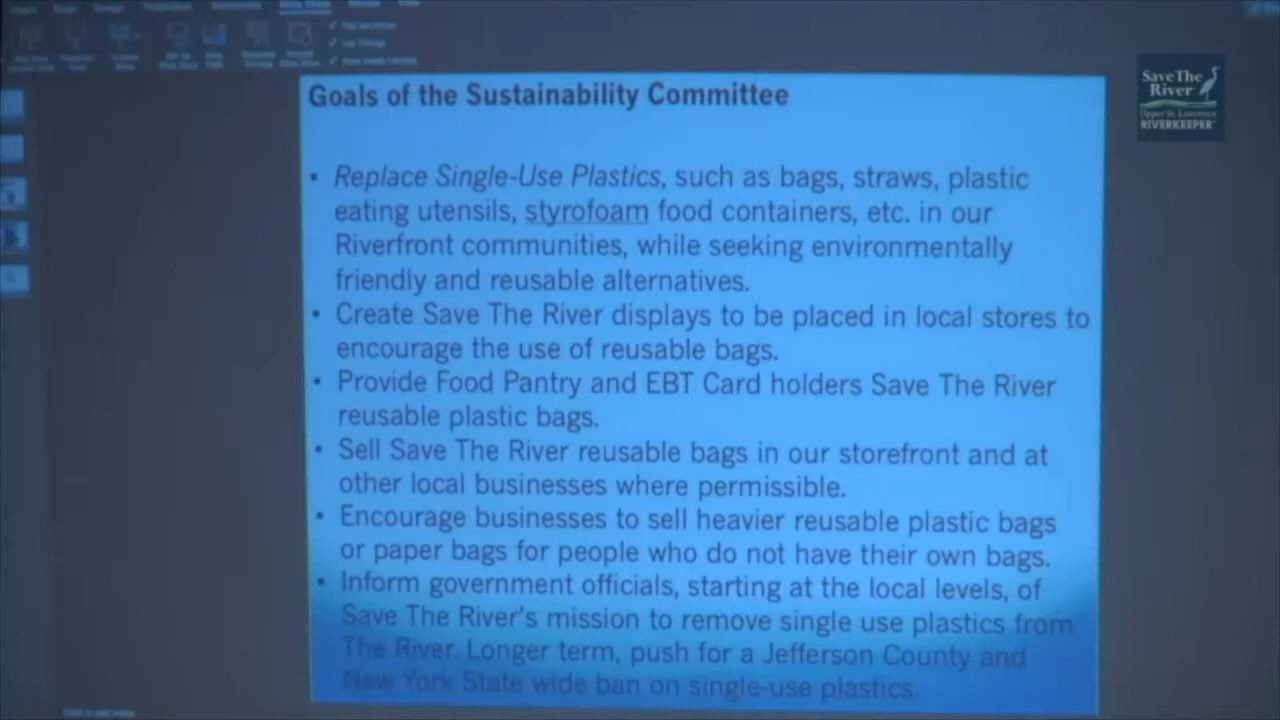 Goals of the Sustainability Committee
Save The
River
Upper St. Lawrence
RIVERKEEPER
• Replace Single-Use Plastics, such as bags, straws, plastic
eating utensils, styrofoam food containers, etc. in our
Riverfront communities, while seeking environmentally
friendly and reusable alternatives.
• Create Save The River displays to be placed in local stores to
encourage the use of reusable bags.
• Provide Food Pantry and EBT Card holders Save The River
reusable plastic bags.
• Sell Save The River reusable bags in our storefront and at
other local businesses where permissible.
• Encourage businesses to sell heavier reusable plastic bags
or paper bags for people who do not have their own bags.
• Inform government officials, starting at the local levels, of
Save The River's mission to remove single use plastics from
The River. Longer term, push for a Jefferson County and
New York State wide ban on single-use plastics.